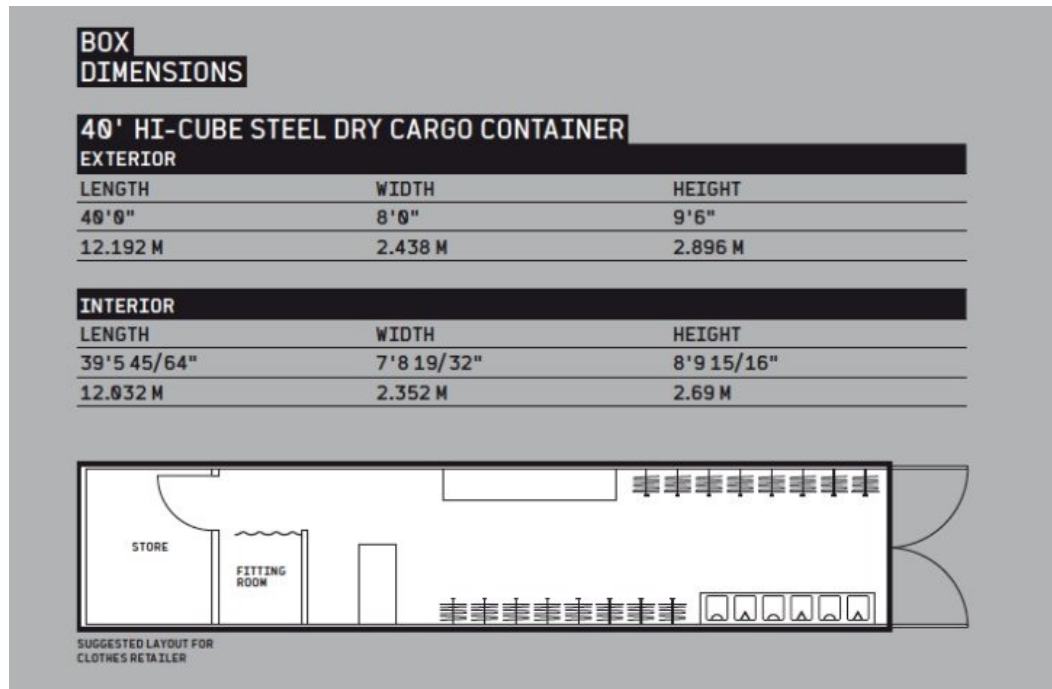 BOX
DIMENSIONS
40' HI-CUBE STEEL DRY CARGO CONTAINER
EXTERIOR
LENGTH WIDTH HEIGHT
40'0" 8'0" 9'6"
12.192 M 2.438 M 2.896 M
INTERIOR
LENGTH WIDTH HEIGHT
39'5 45/64" 7'8 19/32" 8'9 15/16"
12.032 M 2.352 M 2.69 M
STORE
FITTING
ROOM
SUGGESTED LAYOUT FOR
CLOTHES RETAILER